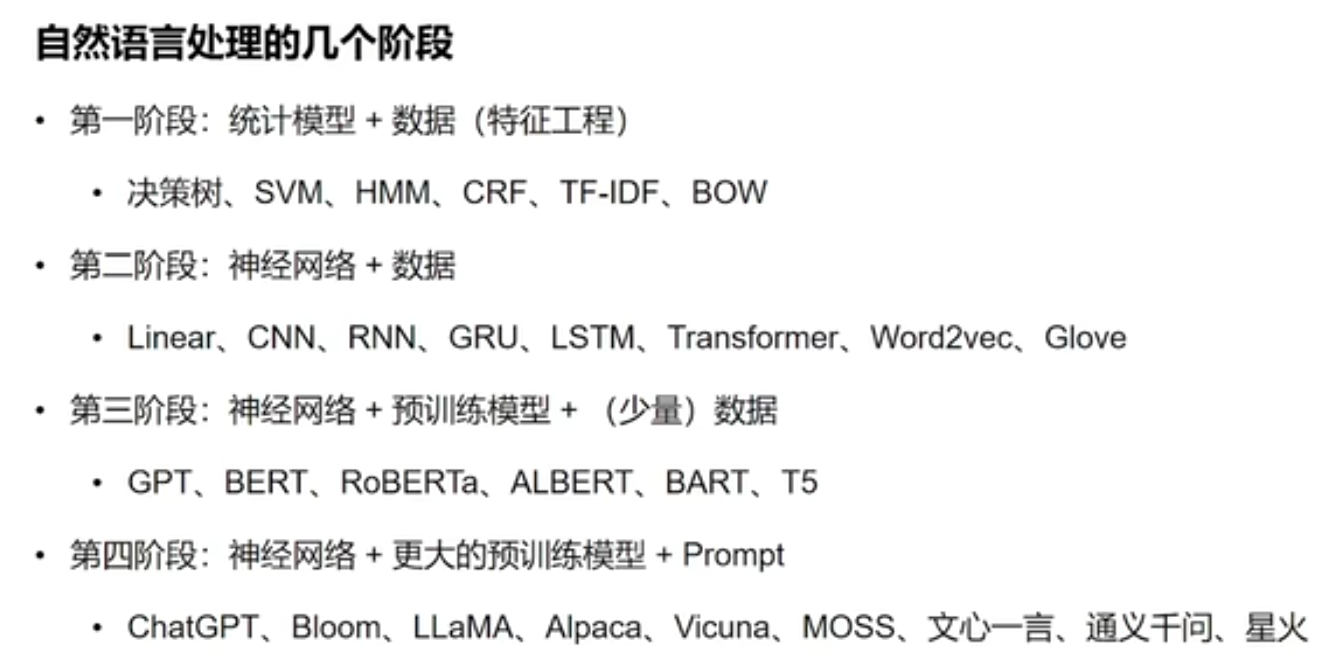 自然语言处理的几个阶段
• 第一阶段：统计模型 + 数据（特征工程）
• 决策树、SVM、HMM、CRF、TF-IDF、BOW
• 第二阶段：神经网络 + 数据
• Linear、CNN、RNN、GRU、LSTM、Transformer、Word2vec、Glove
• 第三阶段：神经网络 + 预训练模型 + （少量）数据
• GPT、BERT、RoBERTa、ALBERT、BART、T5
• 第四阶段：神经网络 + 更大的预训练模型 + Prompt
• ChatGPT、Bloom、LLaMA、Alpaca、Vicuna、MOSS、文心一言、通义千问、星火